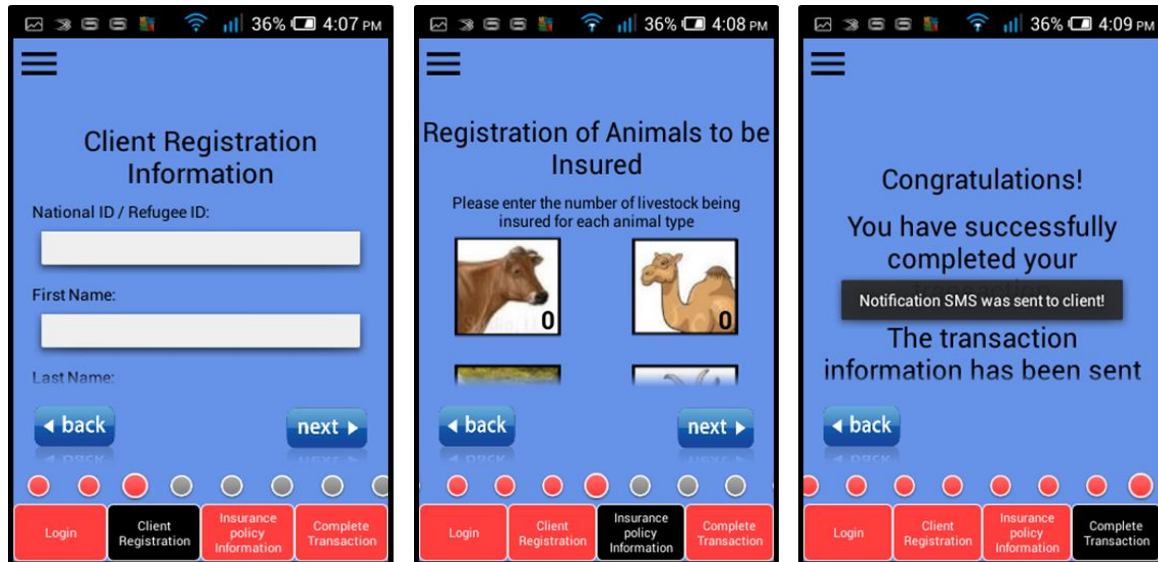 36% 4:07 PM
Client Registration
Information
National ID / Refugee ID:
First Name:
Last Name:
back
next
Login
Client
Registration
Insurance
policy
Information
Complete
Transaction
36% 4:08 PM
Registration of Animals to be
Insured
Please enter the number of livestock being
insured for each animal type
0
0
back
next
Login
Client
Registration
Insurance
policy
Information
Complete
Transaction
36% 4:09 PM
Congratulations!
You have successfully
completed your
Notification SMS was sent to client!
The transaction
information has been sent
back
Login
Client
Registration
Insurance
policy
Information
Complete
Transaction